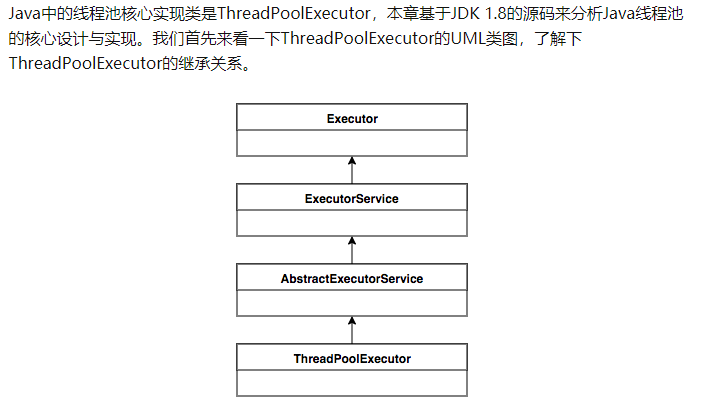 Java中的线程池核心实现类是ThreadPoolExecutor，本章基于JDK 1.8的源码来分析Java线程池
的核心设计与实现。我们首先来看一下ThreadPoolExecutor的UML类图，了解下
ThreadPoolExecutor的继承关系。
Executor
ExecutorService
AbstractExecutorService
ThreadPoolExecutor